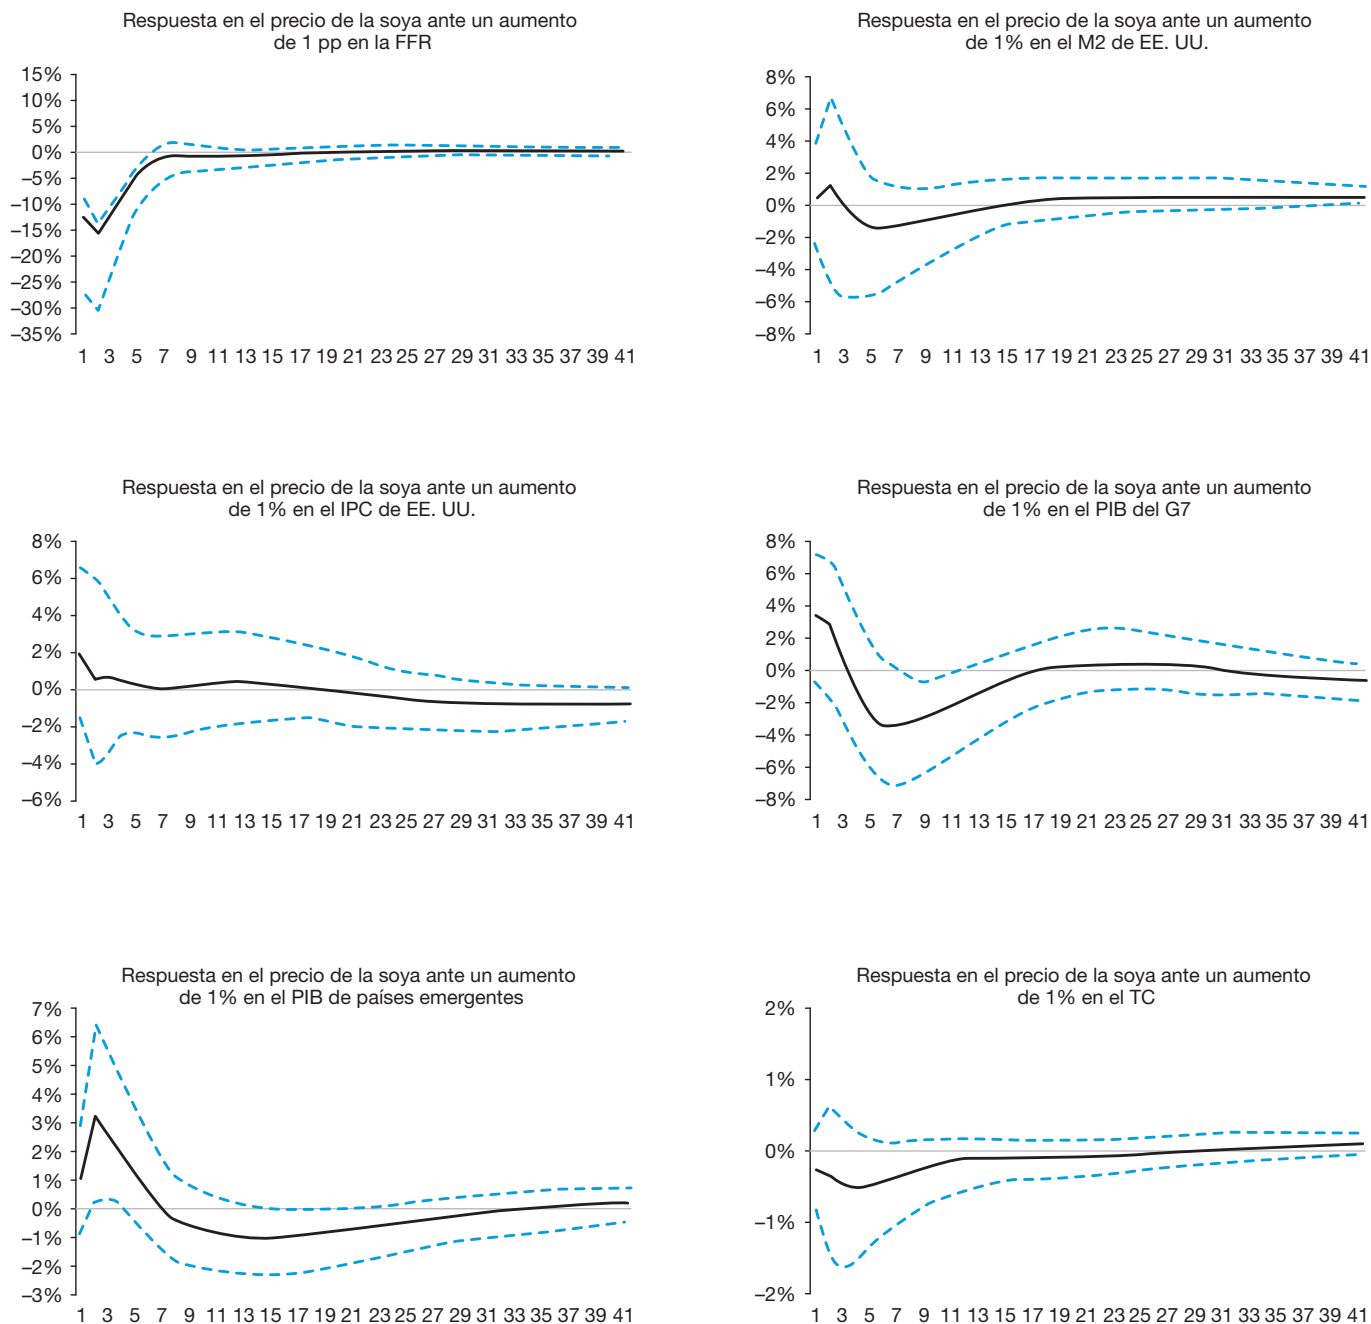 Respuesta en el precio de la soya ante un aumento
de 1 pp en la FFR
15%
10%
5%
0%
–5%
–10%
–15%
–20%
–25%
–30%
–35%
1 3 5 7 9 11 13 15 17 19 21 23 25 27 29 31 33 35 37 39 41
Respuesta en el precio de la soya ante un aumento
de 1% en el M2 de EE. UU.
8%
6%
4%
2%
0%
–2%
–4%
–6%
–8%
1 3 5 7 9 11 13 15 17 19 21 23 25 27 29 31 33 35 37 39 41
Respuesta en el precio de la soya ante un aumento
de 1% en el IPC de EE. UU.
8%
6%
4%
2%
0%
–2%
–4%
–6%
1 3 5 7 9 11 13 15 17 19 21 23 25 27 29 31 33 35 37 39 41
Respuesta en el precio de la soya ante un aumento
de 1% en el PIB del G7
8%
6%
4%
2%
0%
–2%
–4%
–6%
–8%
1 3 5 7 9 11 13 15 17 19 21 23 25 27 29 31 33 35 37 39 41
Respuesta en el precio de la soya ante un aumento
de 1% en el PIB de países emergentes
7%
6%
5%
4%
3%
2%
1%
0%
–1%
–2%
–3%
1 3 5 7 9 11 13 15 17 19 21 23 25 27 29 31 33 35 37 39 41
Respuesta en el precio de la soya ante un aumento
de 1% en el TC
2%
1%
0%
–1%
–2%
1 3 5 7 9 11 13 15 17 19 21 23 25 27 29 31 33 35 37 39 41